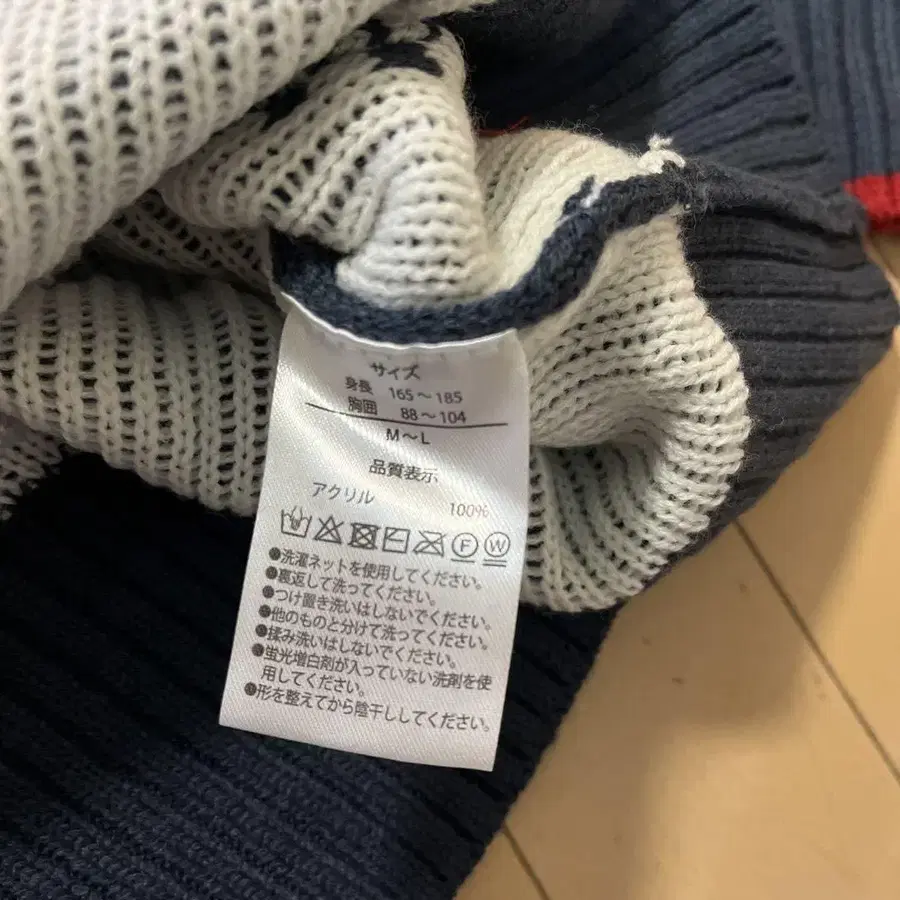 サイズ
身長 165～185
胸囲 88～104
M～L
品質表示
アクリル 100%
F W
●洗濯ネットを使用してください。
●裏返して洗ってください。
●つけ置き洗いはしないでください。
●他のものと分けて洗ってください。
●揉み洗いはしないでください。
●蛍光増白剤が入っていない洗剤を使
用してください。
●形を整えてから陰干ししてください。